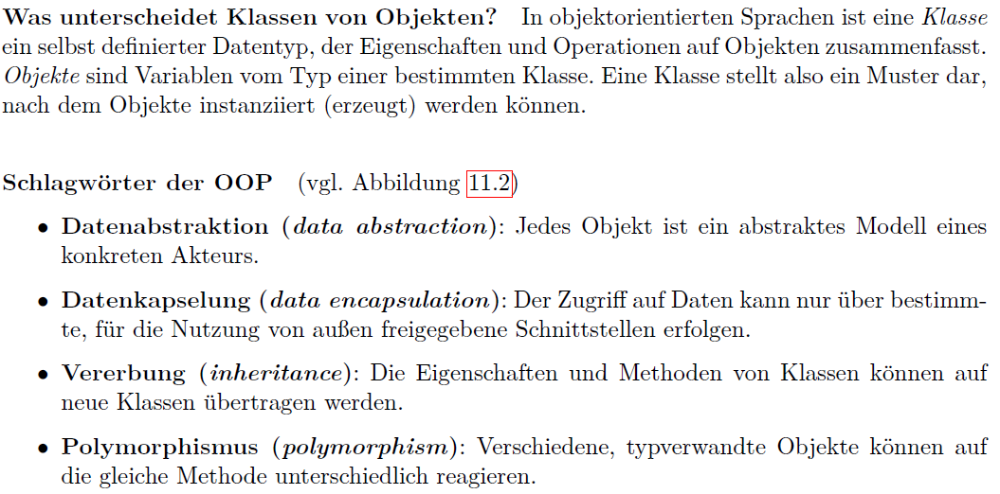 Was unterscheidet Klassen von Objekten? In objektorientierten Sprachen ist eine Klasse
ein selbst definierter Datentyp, der Eigenschaften und Operationen auf Objekten zusammenfasst.
Objekte sind Variablen vom Typ einer bestimmten Klasse. Eine Klasse stellt also ein Muster dar,
nach dem Objekte instanziiert (erzeugt) werden können.
Schlagwörter der OOP (vgl. Abbildung 11.2)
• Datenabstraktion (data abstraction): Jedes Objekt ist ein abstraktes Modell eines
konkreten Akteurs.
• Datenkapselung (data encapsulation): Der Zugriff auf Daten kann nur über bestimm-
te, für die Nutzung von außen freigegebene Schnittstellen erfolgen.
• Vererbung (inheritance): Die Eigenschaften und Methoden von Klassen können auf
neue Klassen übertragen werden.
• Polymorphismus (polymorphism): Verschiedene, typverwandte Objekte können auf
die gleiche Methode unterschiedlich reagieren.